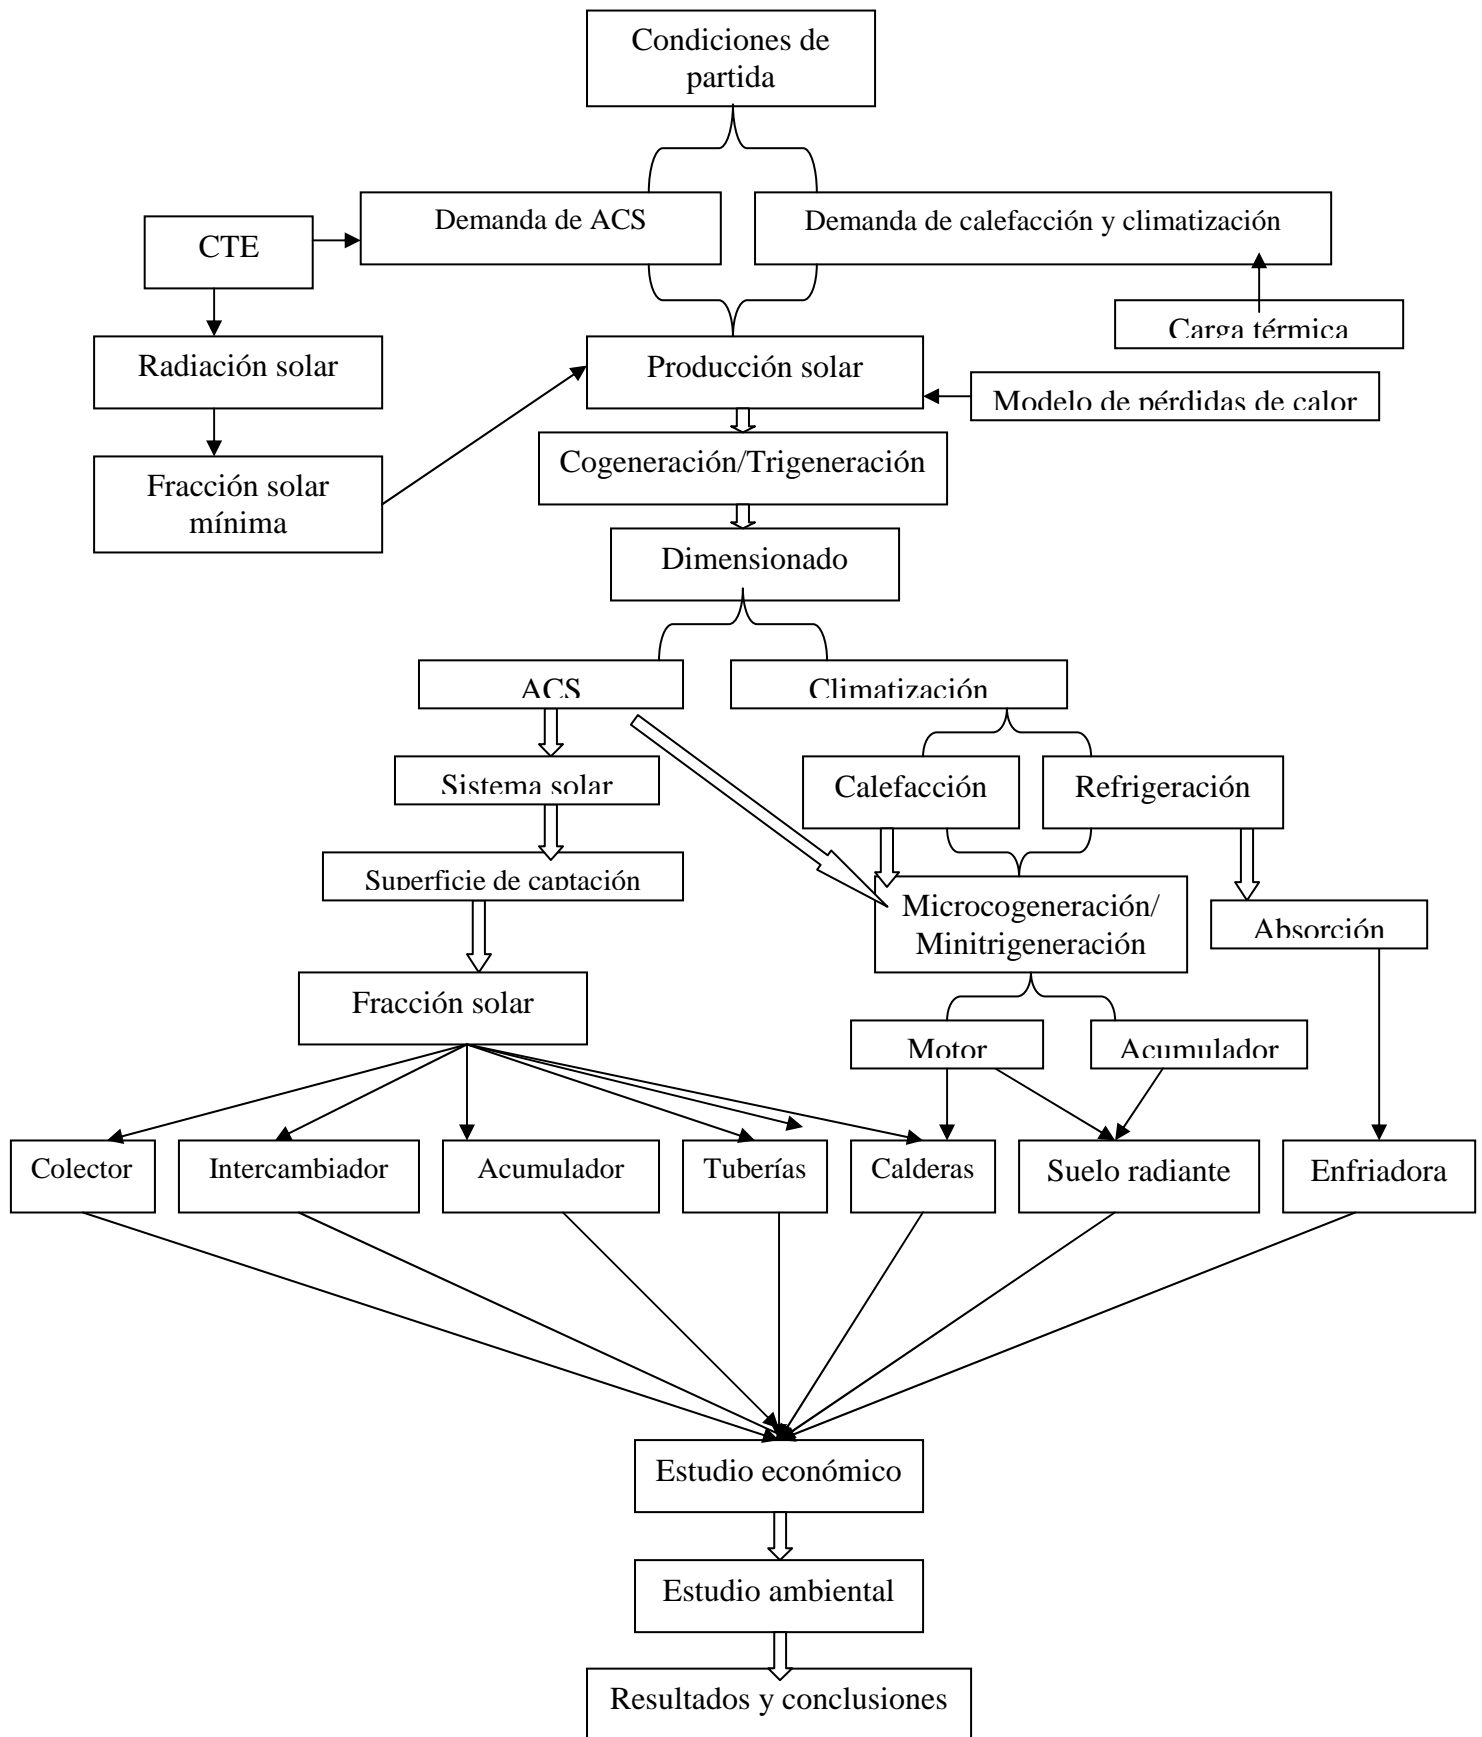 Condiciones de
partida
Demanda de ACS
Demanda de calefacción y climatización
CTE
Carga térmica
Radiación solar
Producción solar
Modelo de pérdidas de calor
Cogeneración/Trigeneración
Fracción solar
mínima
Dimensionado
ACS
Climatización
Sistema solar
Calefacción
Refrigeración
Superficie de captación
Microcogeneración/
Minitrigeneración
Absorción
Fracción solar
Motor
Acumulador
Colector
Intercambiador
Acumulador
Tuberías
Calderas
Suelo radiante
Enfriadora
Estudio económico
Estudio ambiental
Resultados y conclusiones